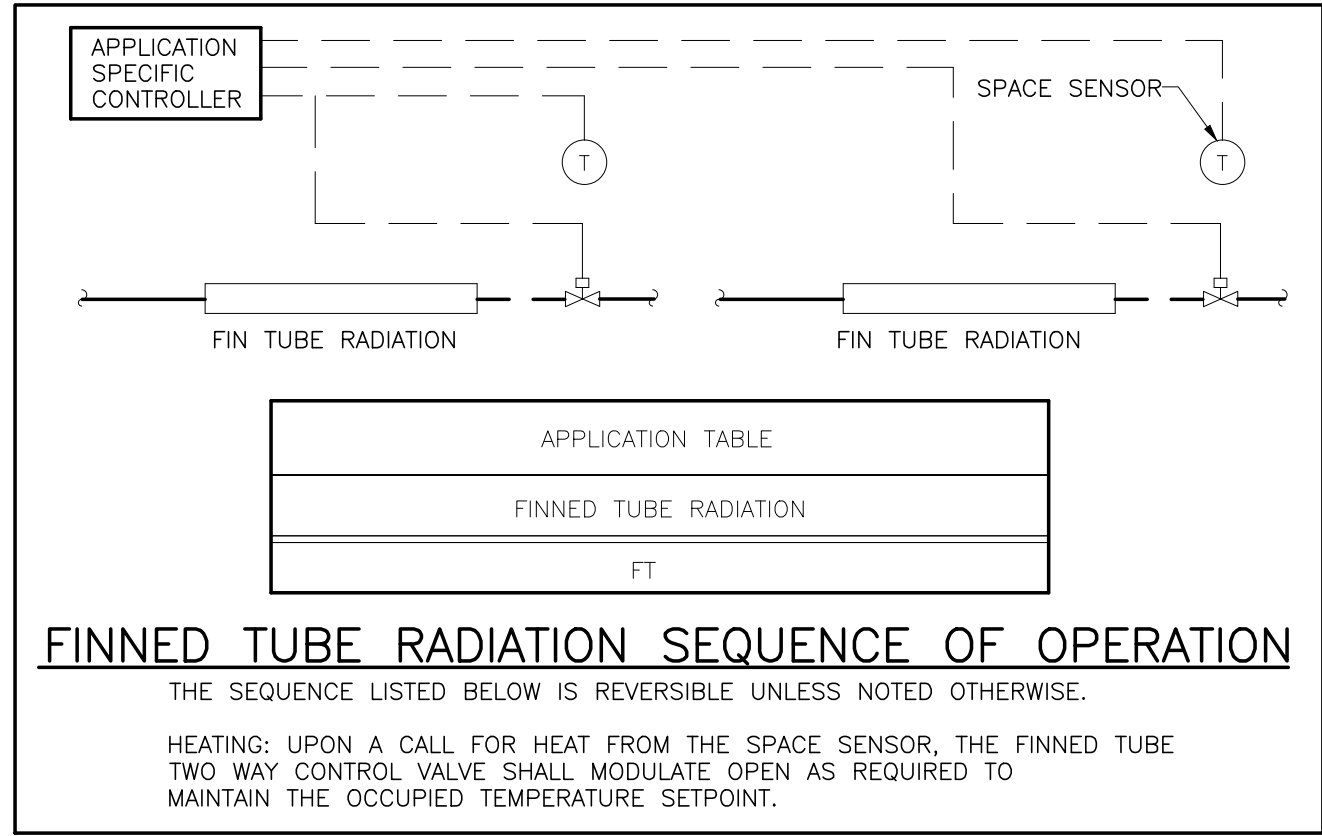 APPLICATION
SPECIFIC
CONTROLLER
SPACE SENSOR
T
T
FIN TUBE RADIATION
FIN TUBE RADIATION
APPLICATION TABLE
FINNED TUBE RADIATION
FT
FINNED TUBE RADIATION SEQUENCE OF OPERATION
THE SEQUENCE LISTED BELOW IS REVERSIBLE UNLESS NOTED OTHERWISE.
HEATING: UPON A CALL FOR HEAT FROM THE SPACE SENSOR, THE FINNED TUBE
TWO WAY CONTROL VALVE SHALL MODULATE OPEN AS REQUIRED TO
MAINTAIN THE OCCUPIED TEMPERATURE SETPOINT.